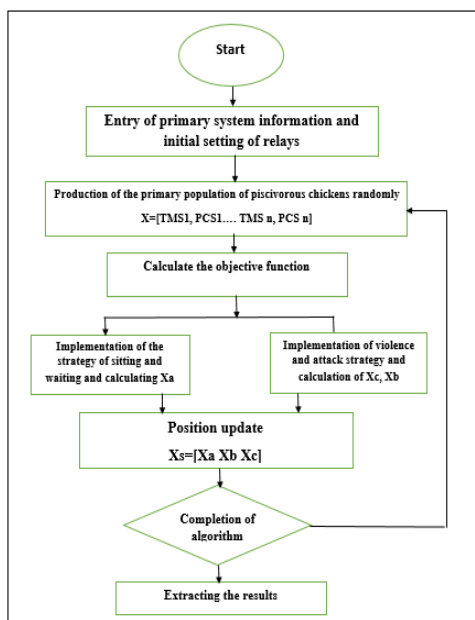 Start
Entry of primary system information and
initial setting of relays
Production of the primary population of piscivorous chickens randomly
X=[TMS1, PCS1.... TMS n, PCS n]
Calculate the objective function
Implementation of the
strategy of sitting and
waiting and calculating Xa
Implementation of violence
and attack strategy and
calculation of Xc, Xb
Position update
Xs=[Xa Xb Xc]
Completion of
algorithm
Extracting the results